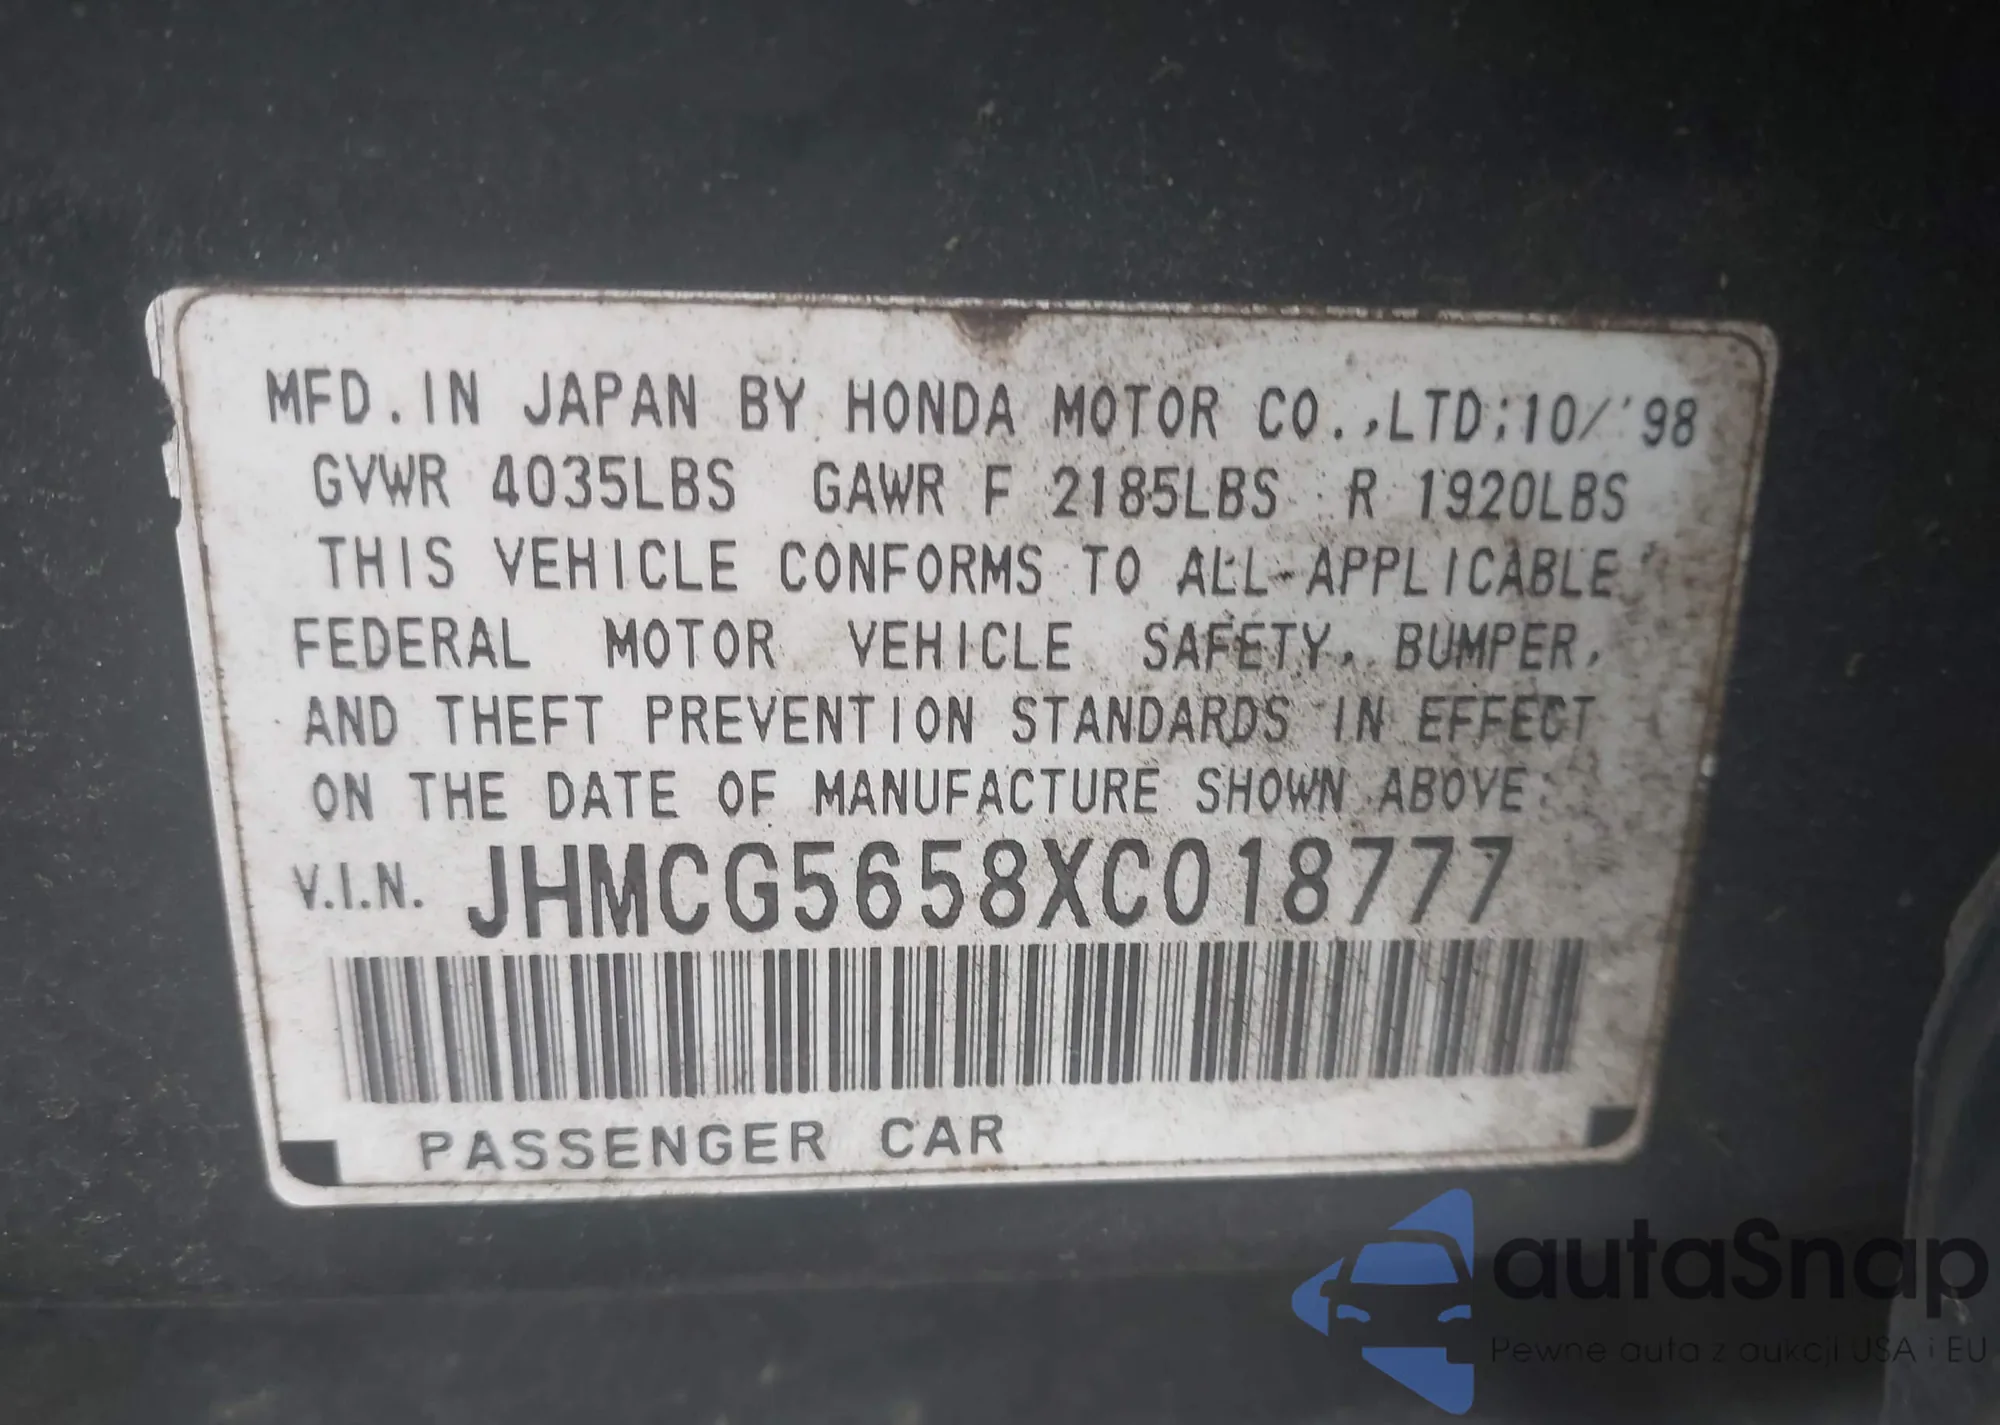 MFD. IN JAPAN BY HONDA MOTOR CO.,LTD;10/'98
GVWR 4035LBS GAWR F 2185LBS R 1920LBS
THIS VEHICLE CONFORMS TO ALL APPLICABLE
FEDERAL MOTOR VEHICLE SAFETY, BUMPER,
AND THEFT PREVENTION STANDARDS IN EFFECT
ON THE DATE OF MANUFACTURE SHOWN ABOVE.
V.I.N. JHMCG5658XC018777
PASSENGER CAR
autaSnap
Pewne auta z aukcji USA i EU